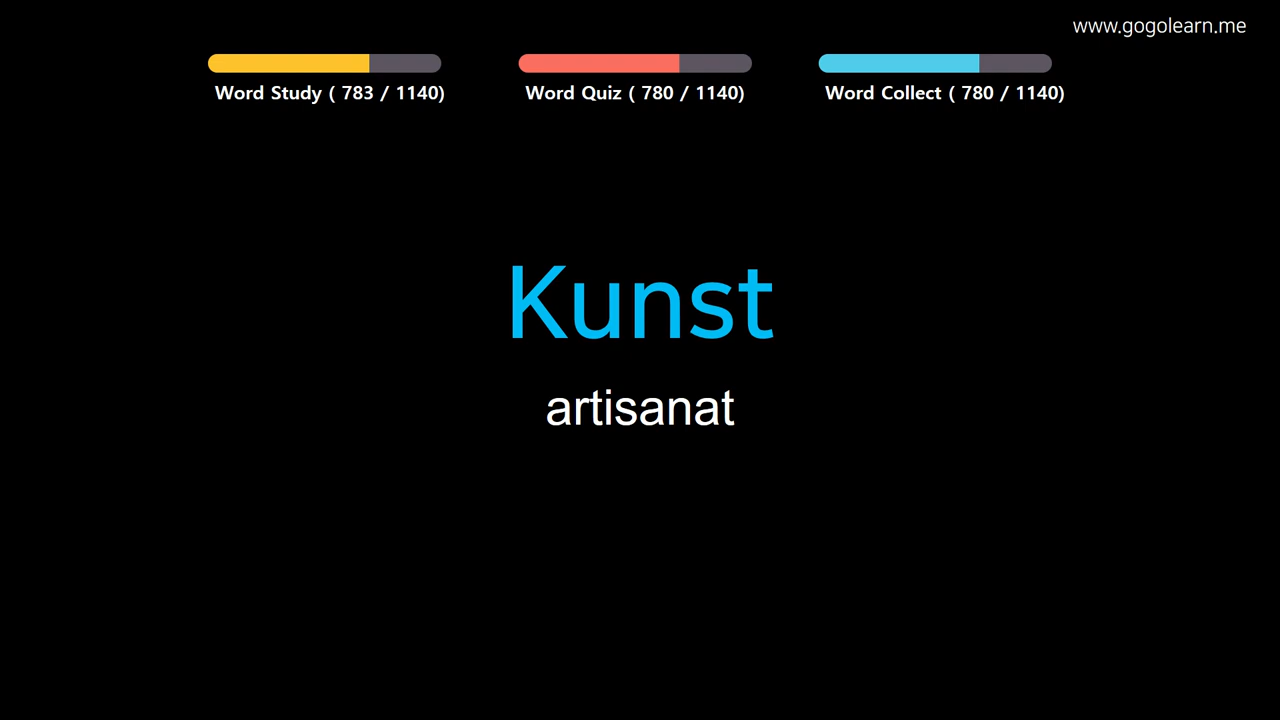 www.gogolearn.me
Word Study ( 783 / 1140)
Word Quiz ( 780 / 1140)
Word Collect ( 780 / 1140)
Kunst
artisanat